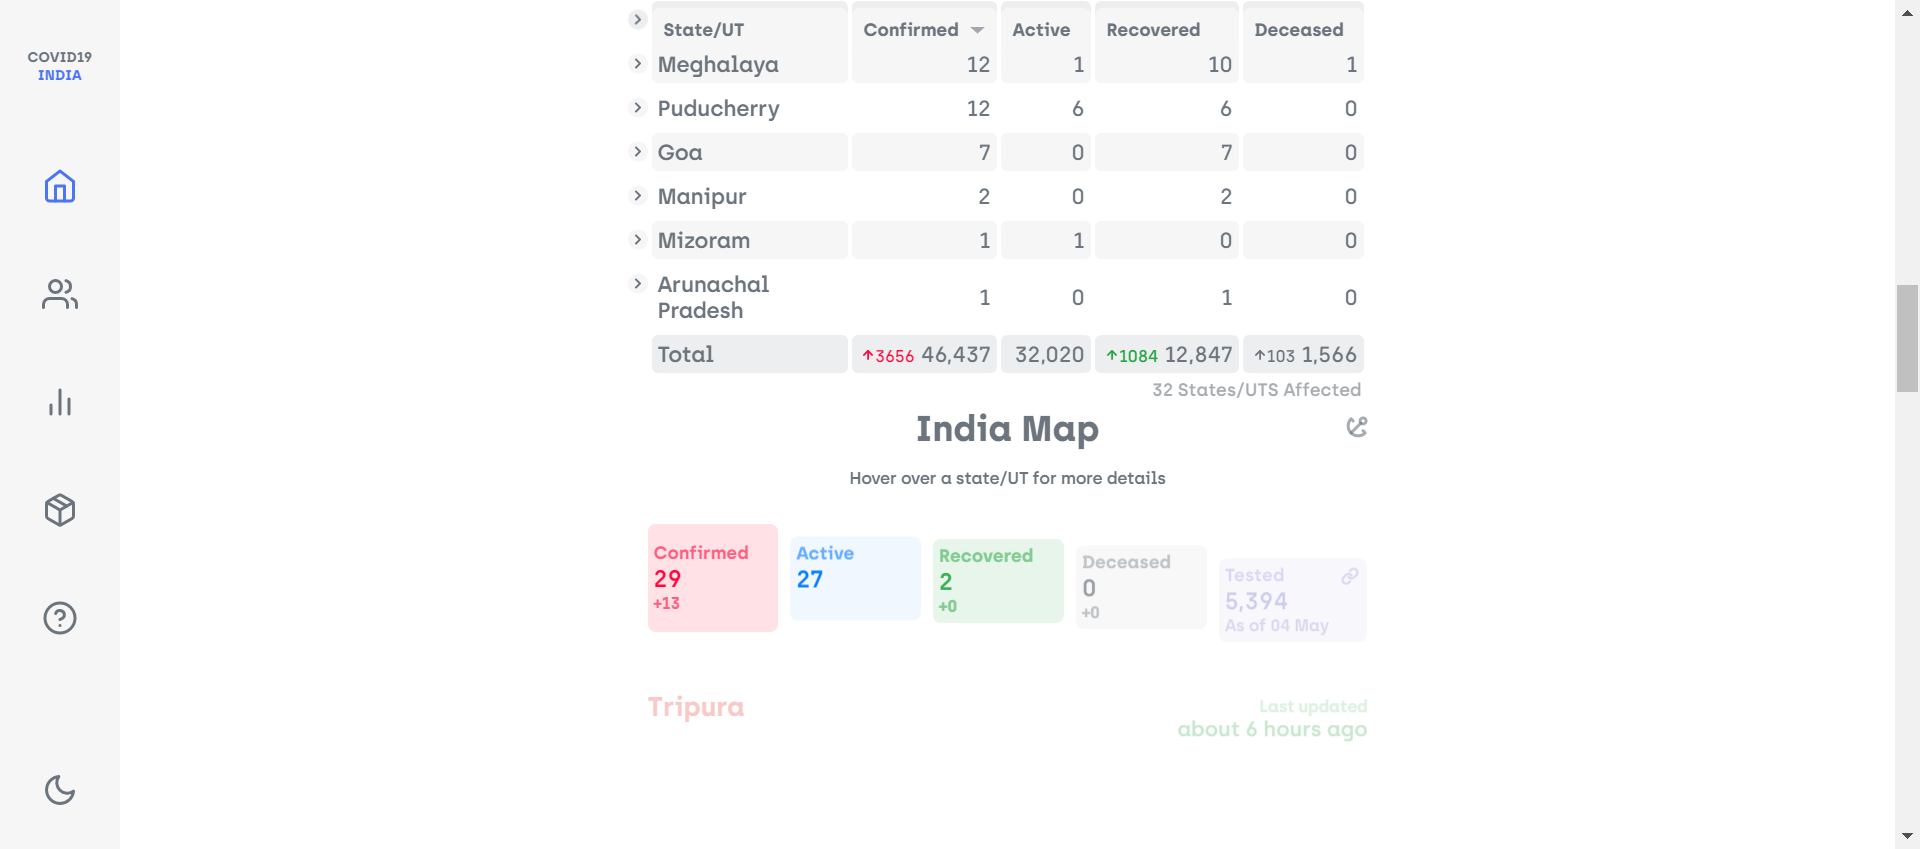 COVID19
INDIA
State/UT Confirmed Active Recovered Deceased
Meghalaya 12 1 10 1
Puducherry 12 6 6 0
Goa 7 0 7 0
Manipur 2 0 2 0
Mizoram 1 1 0 0
Arunachal
Pradesh 1 0 1 0
Total ↑3656 46,437 32,020 ↑1084 12,847 ↑103 1,566
32 States/UTS Affected
India Map
Hover over a state/UT for more details
Confirmed
29
+13
Active
27
Recovered
2
+0
Deceased
0
+0
Tested
5,394
As of 04 May
Tripura
Last updated
about 6 hours ago